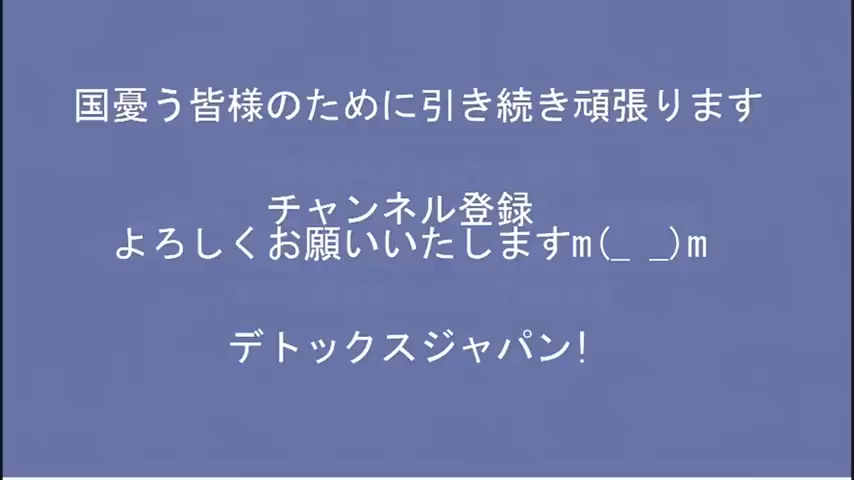 国憂う皆様のために引き続き頑張ります
チャンネル登録
よろしくお願いいたしますm(_ _)m
デトックスジャパン!